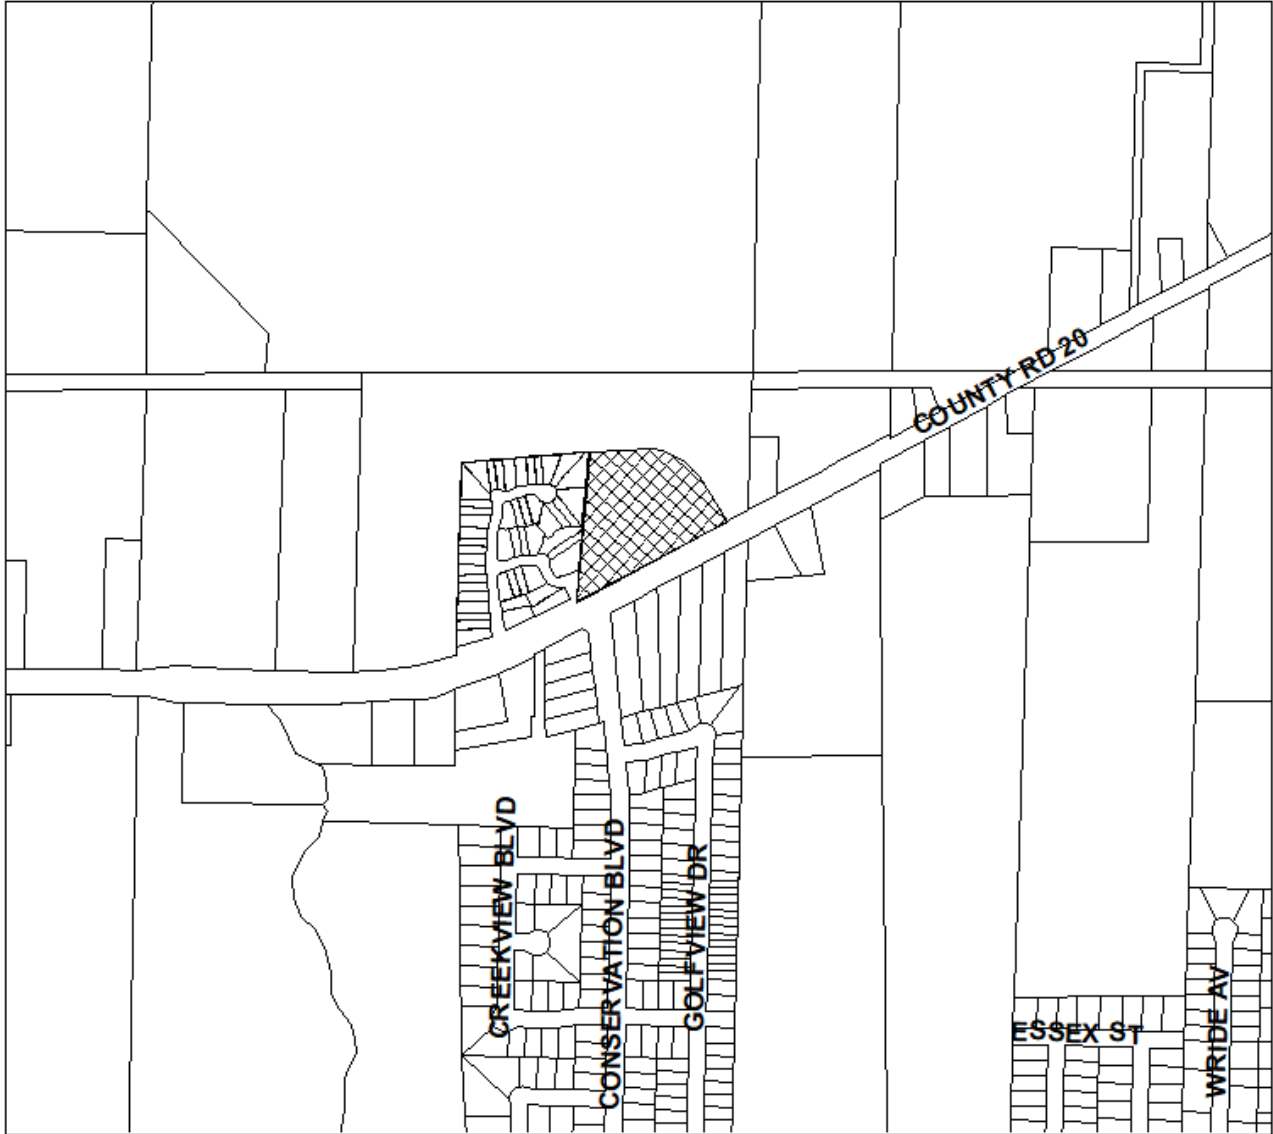 COUNTY RD 20
CREEKVIEW BLVD
CONSERVATION BLVD
GOLFVIEW DR
ESSEX ST
WRIDE AV